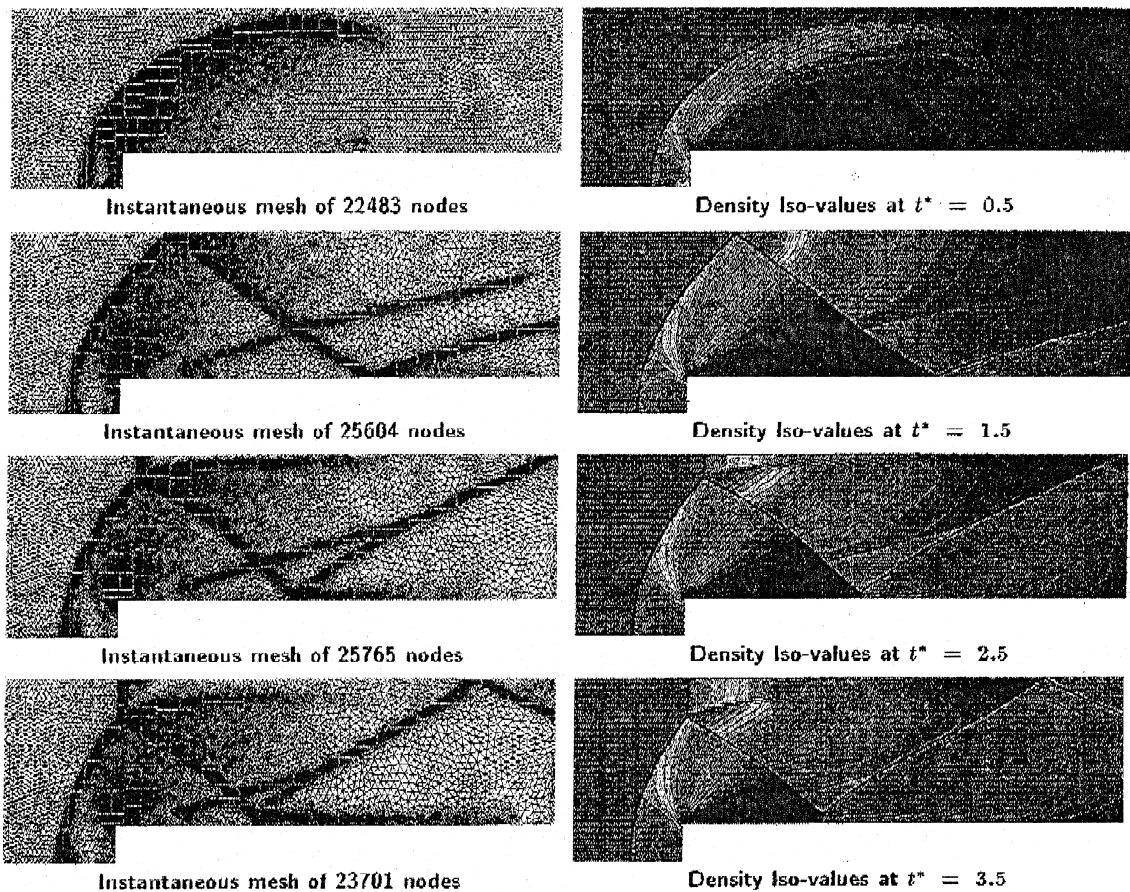 Instantaneous mesh of 22483 nodes
Density Iso-values at t* = 0.5
Instantaneous mesh of 25604 nodes
Density Iso-values at t* = 1.5
Instantaneous mesh of 25765 nodes
Density Iso-values at t* = 2.5
Instantaneous mesh of 23701 nodes
Density Iso-values at t* = 3.5